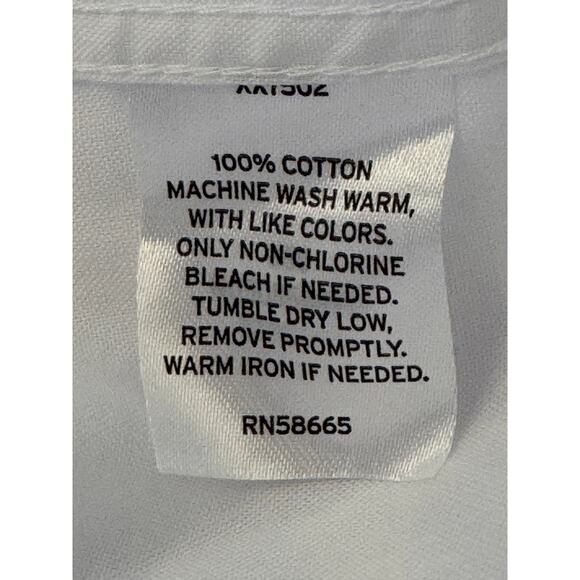 100% COTTON
MACHINE WASH WARM,
WITH LIKE COLORS.
ONLY NON-CHLORINE
BLEACH IF NEEDED.
TUMBLE DRY LOW,
REMOVE PROMPTLY.
WARM IRON IF NEEDED.
RN58665